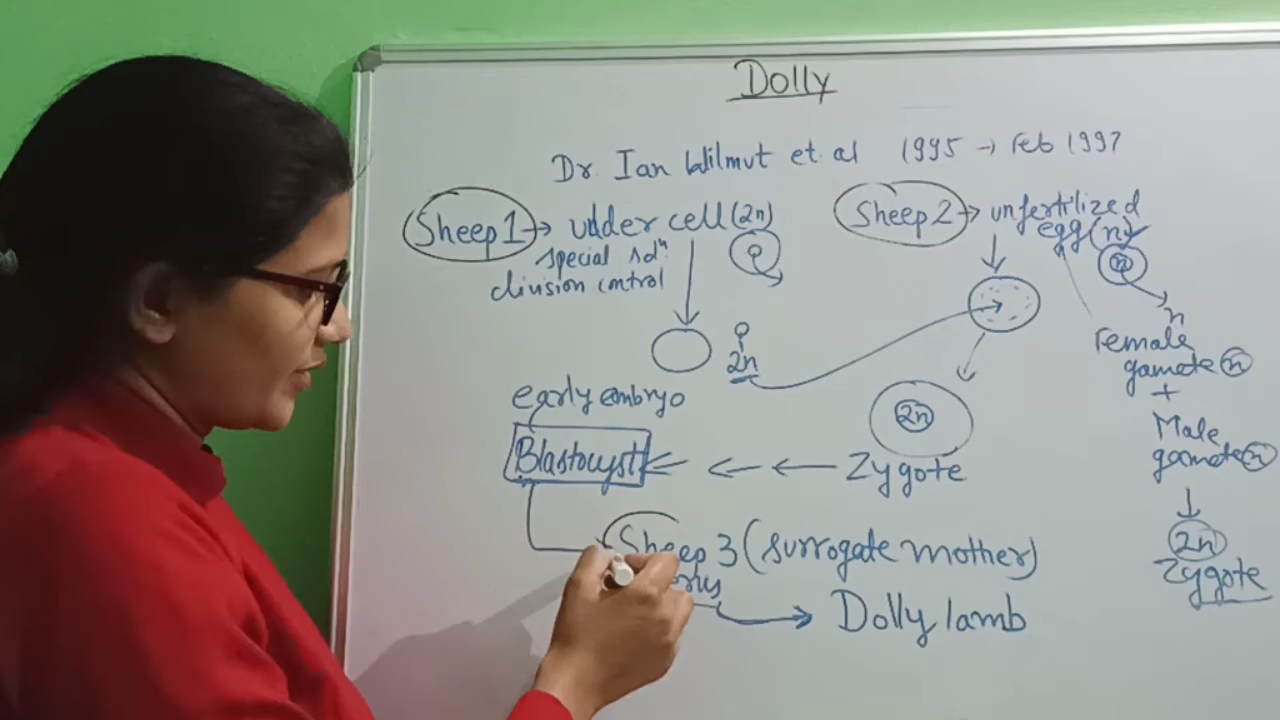 Dolly
Dr Ian Wilmut et al 1995 → Feb 1997
Sheep 1 → udder cell (2n)
special soln.
division control
2n
Sheep 2 → unfertilized
egg (n)
n
n
Female
gamete n
+
Male
gamete n
↓
2n
Zygote
2n
early embryo
Blastocyst ← ← ← Zygote
Sheep 3 (surrogate mother)
→ Dolly lamb